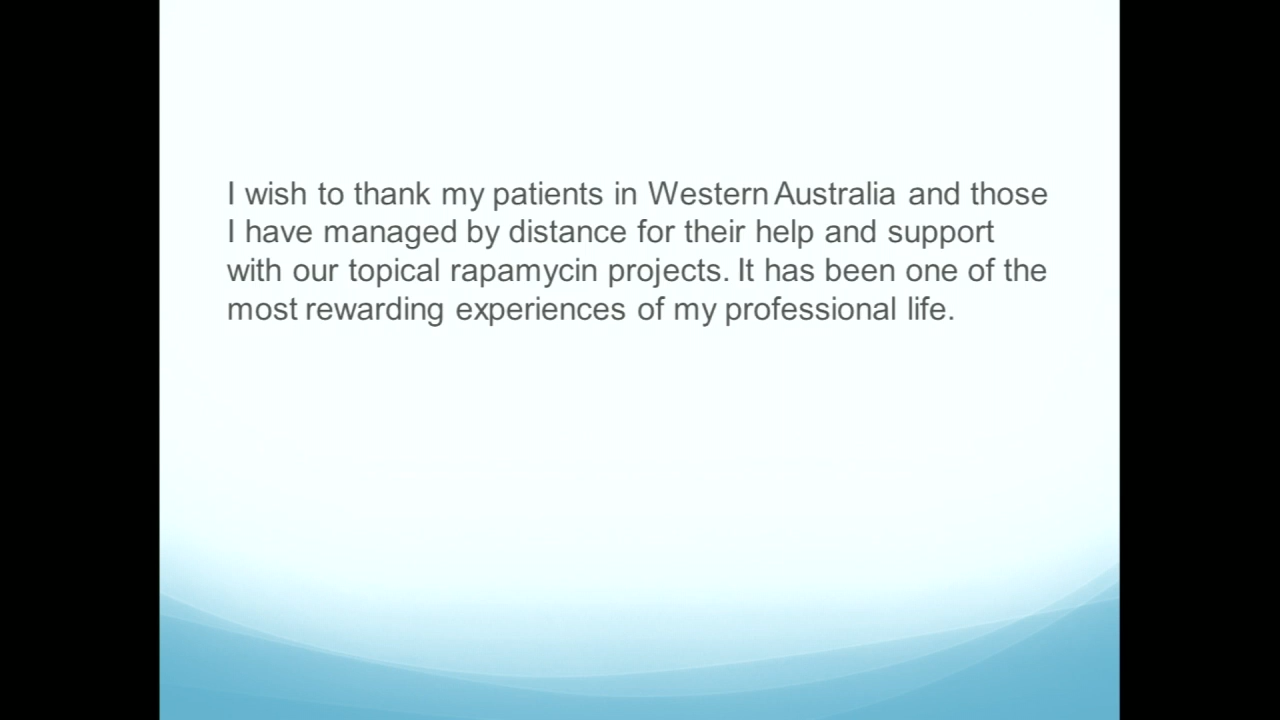 I wish to thank my patients in Western Australia and those
I have managed by distance for their help and support
with our topical rapamycin projects. It has been one of the
most rewarding experiences of my professional life.